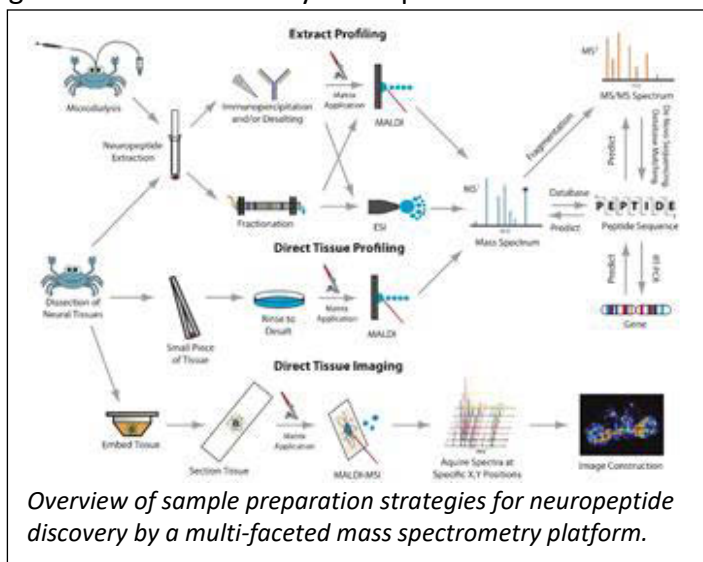 Extract Profiling
Microdialysis
Neuropeptide
Extraction
Immunopercipitation
and/or Desalting
Matrix
Application
MALDI
Fractionation
ESI
MS¹
Mass Spectrum
Fragmentation
MS²
MS/MS Spectrum
Predict
De Novo Sequencing
Database Matching
Database
Predict
PEPTIDE
Peptide Sequence
Predict
RT-PCR
Gene
Direct Tissue Profiling
Dissection of
Neural Tissues
Small Piece
of Tissue
Rinse to
Desalt
Matrix
Application
MALDI
Direct Tissue Imaging
Embed Tissue
Section Tissue
Matrix
Application
MALDI-MSI
Aquire Spectra at
Specific X,Y Positions
Image Construction
Overview of sample preparation strategies for neuropeptide
discovery by a multi-faceted mass spectrometry platform.